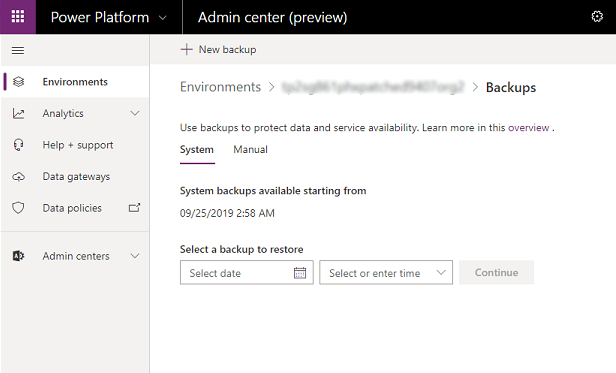 Power Platform Admin center (preview)
New backup
Environments
Analytics
Help + support
Data gateways
Data policies
Admin centers
Environments > > Backups
Use backups to protect data and service availability. Learn more in this overview .
System Manual
System backups available starting from
09/25/2019 2:58 AM
Select a backup to restore
Select date Select or enter time Continue